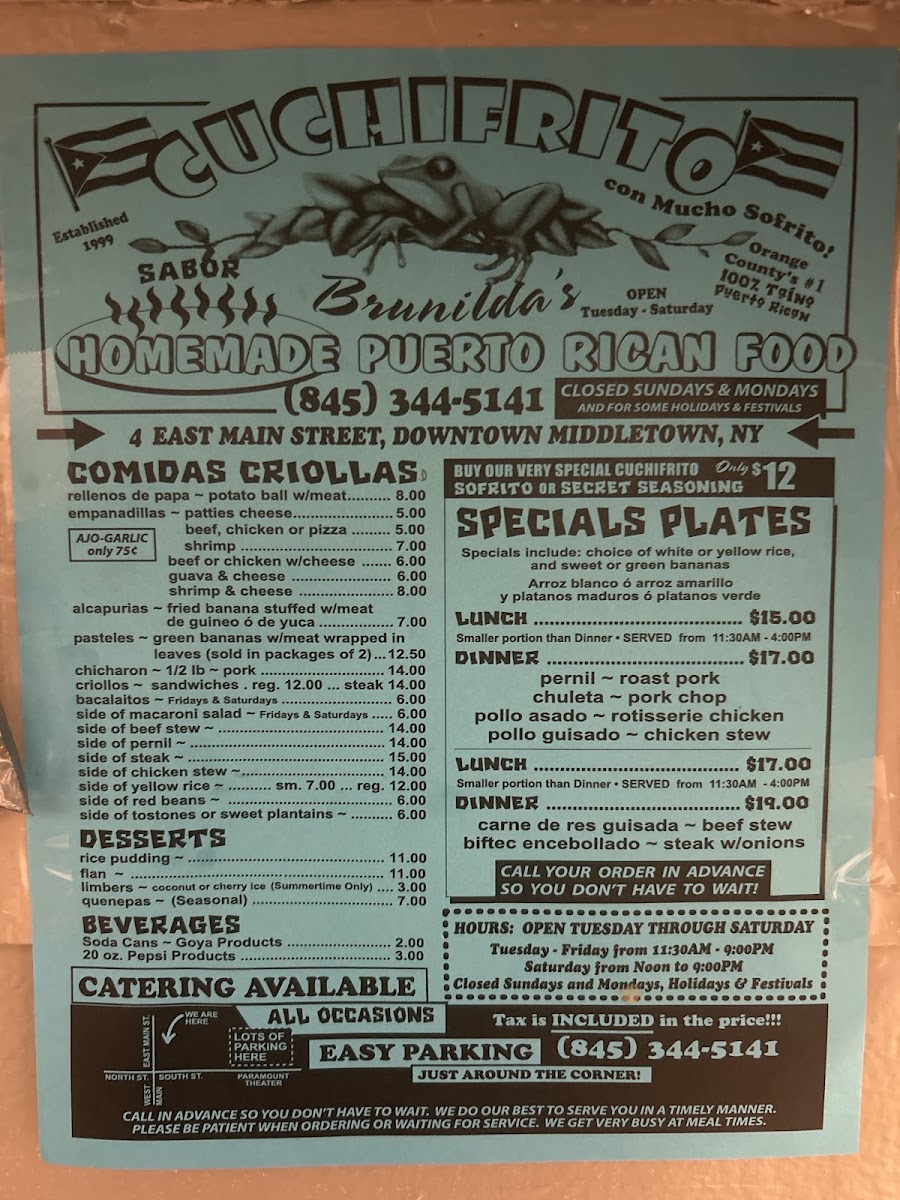 CUCHIFRITO
con Mucho Sofrito!
Established
1999
SABOR
Brunilda's
OPEN
Tuesday - Saturday
Orange
County's #1
100% Taíno
Puerto Rican
HOMEMADE PUERTO RICAN FOOD
(845) 344-5141
CLOSED SUNDAYS & MONDAYS
AND FOR SOME HOLIDAYS & FESTIVALS
4 EAST MAIN STREET, DOWNTOWN MIDDLETOWN, NY
COMIDAS CRIOLLAS
rellenos de papa ~ potato ball w/meat.......... 8.00
empanadillas ~ patties cheese........................ 5.00
beef, chicken or pizza ......... 5.00
AJO-GARLIC
only 75¢
shrimp ................................. 7.00
beef or chicken w/cheese ....... 6.00
guava & cheese ........................ 6.00
shrimp & cheese ...................... 8.00
alcapurias ~ fried banana stuffed w/meat
de guineo ó de yuca ................... 7.00
pasteles ~ green bananas w/meat wrapped in
leaves (sold in packages of 2)...12.50
chicharon ~ 1/2 lb ~ pork ........................... 14.00
criollos ~ sandwiches . reg. 12.00 ... steak 14.00
bacalaitos ~ Fridays & Saturdays ........................ 6.00
side of macaroni salad ~ Fridays & Saturdays ..... 6.00
side of beef stew ~ .................................... 14.00
side of pernil ~ .......................................... 14.00
side of steak ~ .......................................... 15.00
side of chicken stew ~............................... 14.00
side of yellow rice ~ .......... sm. 7.00 ... reg. 12.00
side of red beans ~ ................................... 6.00
side of tostones or sweet plantains ~ ......... 6.00
DESSERTS
rice pudding ~ .......................................... 11.00
flan ~ ....................................................... 11.00
limbers ~ coconut or cherry ice (Summertime Only) .... 3.00
quenepas ~ (Seasonal) ................................... 7.00
BEVERAGES
Soda Cans ~ Goya Products ....................... 2.00
20 oz. Pepsi Products ................................... 3.00
BUY OUR VERY SPECIAL CUCHIFRITO Only $12
SOFRITO OR SECRET SEASONING
SPECIALS PLATES
Specials include: choice of white or yellow rice,
and sweet or green bananas
Arroz blanco ó arroz amarillo
y platanos maduros ó platanos verde
LUNCH ................................. $15.00
Smaller portion than Dinner • SERVED from 11:30AM - 4:00PM
DINNER ............................... $17.00
pernil ~ roast pork
chuleta ~ pork chop
pollo asado ~ rotisserie chicken
pollo guisado ~ chicken stew
LUNCH ................................. $17.00
Smaller portion than Dinner • SERVED from 11:30AM - 4:00PM
DINNER ............................... $19.00
carne de res guisada ~ beef stew
biftec encebollado ~ steak w/onions
CALL YOUR ORDER IN ADVANCE
SO YOU DON'T HAVE TO WAIT!
HOURS: OPEN TUESDAY THROUGH SATURDAY
Tuesday - Friday from 11:30AM - 9:00PM
Saturday from Noon to 9:00PM
Closed Sundays and Mondays, Holidays & Festivals
CATERING AVAILABLE
ALL OCCASIONS
WE ARE
HERE
EAST MAIN ST.
LOTS OF
PARKING
HERE
NORTH ST.
SOUTH ST.
PARAMOUNT
THEATER
WEST
MAIN
Tax is INCLUDED in the price!!!
EASY PARKING
(845) 344-5141
JUST AROUND THE CORNER!
CALL IN ADVANCE SO YOU DON'T HAVE TO WAIT. WE DO OUR BEST TO SERVE YOU IN A TIMELY MANNER.
PLEASE BE PATIENT WHEN ORDERING OR WAITING FOR SERVICE. WE GET VERY BUSY AT MEAL TIMES.